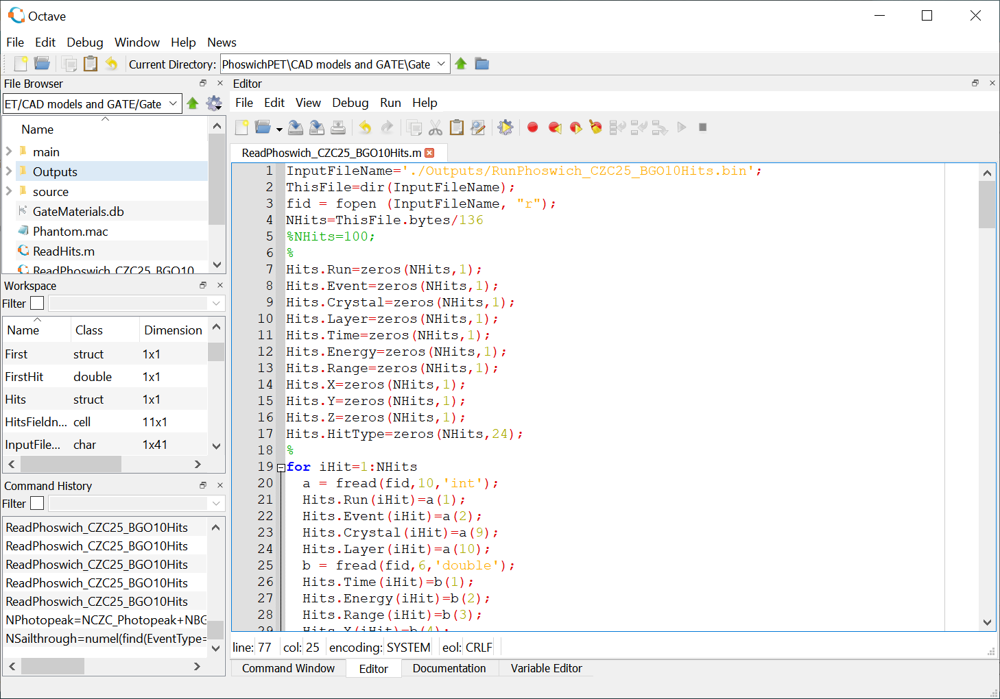 Octave
File Edit Debug Window Help News
Current Directory: PhoswichPET\CAD models and GATE\Gate
File Browser
ET/CAD models and GATE/Gate
Name
main
Outputs
source
GateMaterials.db
Phantom.mac
ReadHits.m
ReadPhoswich_CZC25_BGO10
Workspace
Filter
Name Class Dimension
First struct 1x1
FirstHit double 1x1
Hits struct 1x1
HitsFieldn... cell 11x1
InputFile... char 1x41
Command History
Filter
ReadPhoswich_CZC25_BGO10Hits
ReadPhoswich_CZC25_BGO10Hits
ReadPhoswich_CZC25_BGO10Hits
ReadPhoswich_CZC25_BGO10Hits
ReadPhoswich_CZC25_BGO10Hits
NPhotopeak=NCZC_Photopeak+NBG
NSailthrough=numel(find(EventType=
Editor
File Edit View Debug Run Help
ReadPhoswich_CZC25_BGO10Hits.m
1 InputFileName='./Outputs/RunPhoswich_CZC25_BGO10Hits.bin';
2 ThisFile=dir(InputFileName);
3 fid = fopen (InputFileName, "r");
4 NHits=ThisFile.bytes/136
5 %NHits=100;
6 %
7 Hits.Run=zeros(NHits,1);
8 Hits.Event=zeros(NHits,1);
9 Hits.Crystal=zeros(NHits,1);
10 Hits.Layer=zeros(NHits,1);
11 Hits.Time=zeros(NHits,1);
12 Hits.Energy=zeros(NHits,1);
13 Hits.Range=zeros(NHits,1);
14 Hits.X=zeros(NHits,1);
15 Hits.Y=zeros(NHits,1);
16 Hits.Z=zeros(NHits,1);
17 Hits.HitType=zeros(NHits,24);
18 %
19 for iHit=1:NHits
20 a = fread(fid,10,'int');
21 Hits.Run(iHit)=a(1);
22 Hits.Event(iHit)=a(2);
23 Hits.Crystal(iHit)=a(9);
24 Hits.Layer(iHit)=a(10);
25 b = fread(fid,6,'double');
26 Hits.Time(iHit)=b(1);
27 Hits.Energy(iHit)=b(2);
28 Hits.Range(iHit)=b(3);
29 Hits.X(iHit)=b(4);
line: 77 col: 25 encoding: SYSTEM eol: CRLF
Command Window Editor Documentation Variable Editor